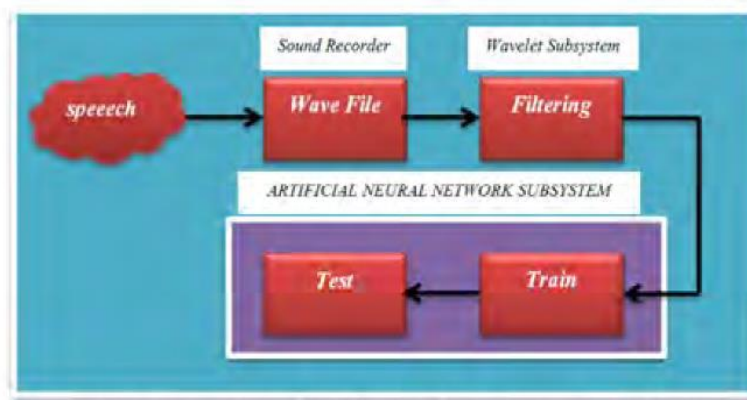 Sound Recorder
Wavelet Subsystem
speeech
Wave File
Filtering
ARTIFICIAL NEURAL NETWORK SUBSYSTEM
Test
Train